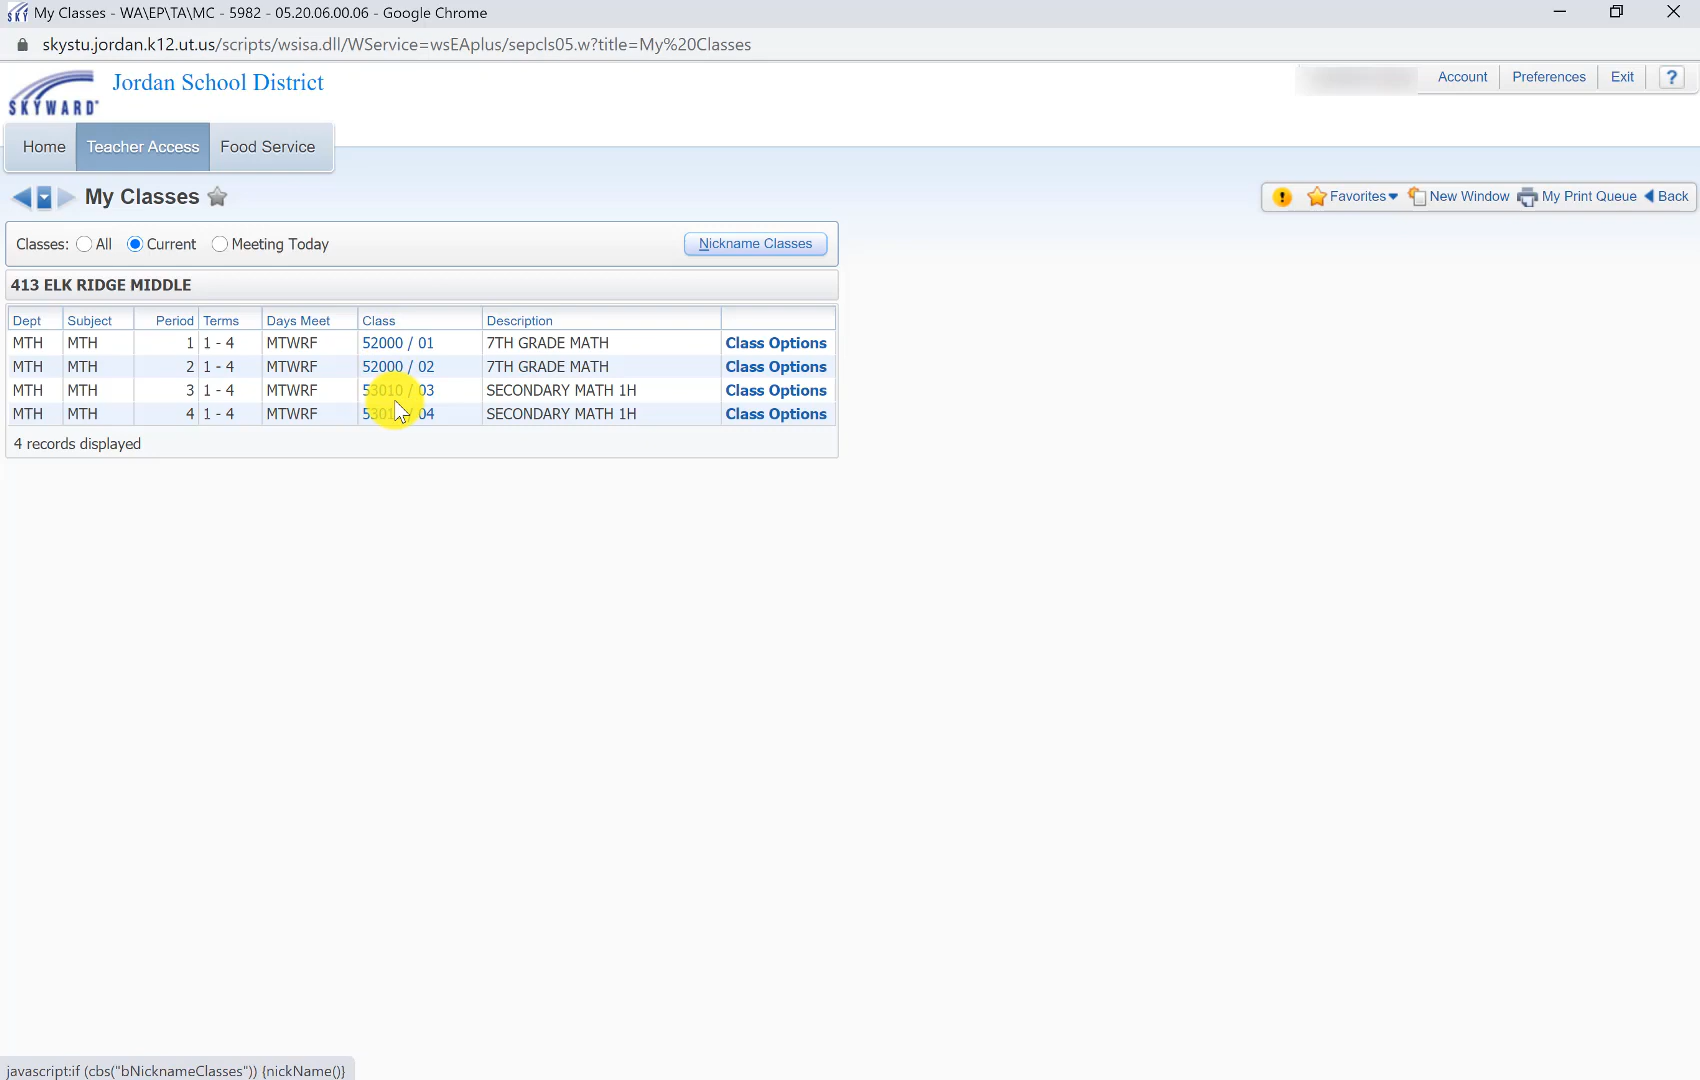 My Classes - WA\EP\TA\MC - 5982 - 05.20.06.00.06 - Google Chrome
skystu.jordan.k12.ut.us/scripts/wsisa.dll/WService=wsEAplus/sepcls05.w?title=My%20Classes
SKYWARD Jordan School District Account Preferences Exit ?
Home Teacher Access Food Service
My Classes Favorites New Window My Print Queue Back
Classes: All Current Meeting Today Nickname Classes
413 ELK RIDGE MIDDLE
Dept Subject Period Terms Days Meet Class Description
MTH MTH 1 1 - 4 MTWRF 52000 / 01 7TH GRADE MATH Class Options
MTH MTH 2 1 - 4 MTWRF 52000 / 02 7TH GRADE MATH Class Options
MTH MTH 3 1 - 4 MTWRF 53010 / 03 SECONDARY MATH 1H Class Options
MTH MTH 4 1 - 4 MTWRF / 04 SECONDARY MATH 1H Class Options
4 records displayed
javascript:if (cbs("bNicknameClasses")) {nickName()}